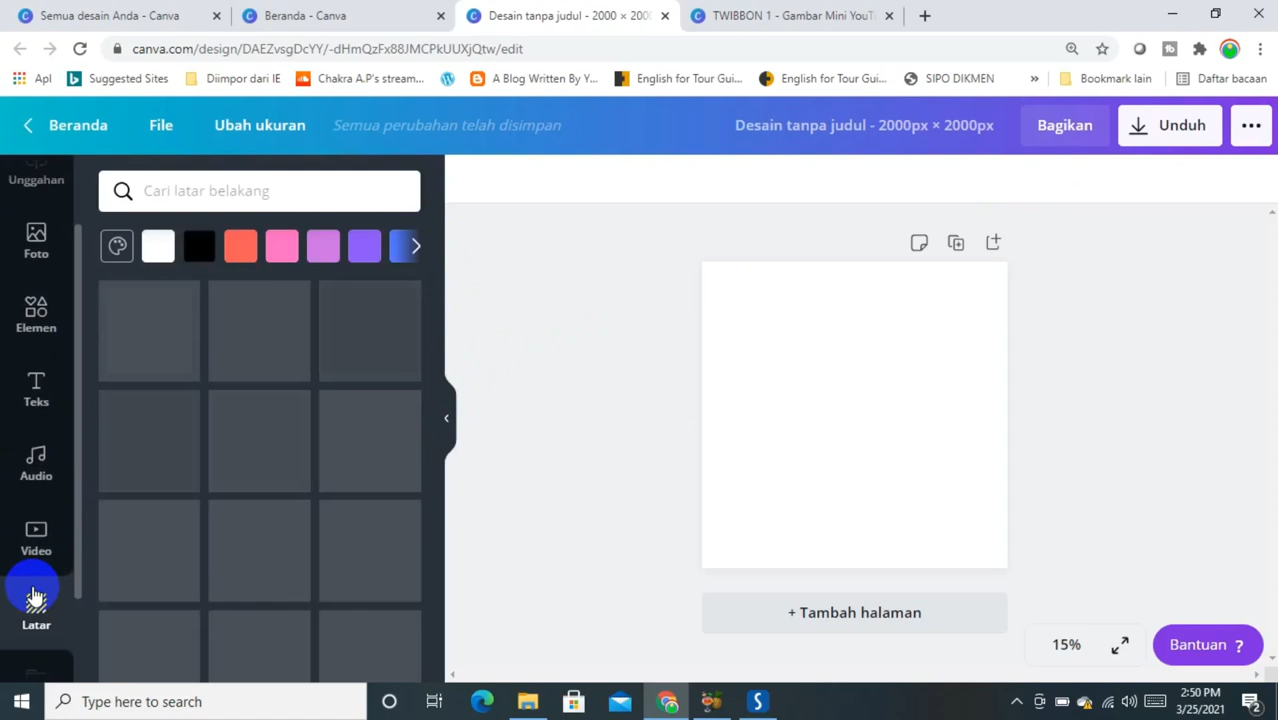 Semua desain Anda - Canva
Beranda - Canva
Desain tanpa judul - 2000 × 200
TWIBBON 1 - Gambar Mini YouT
canva.com/design/DAEZvsgDcYY/-dHmQzFx88JMCPkUUXjQtw/edit
Apl
Suggested Sites
Diimpor dari IE
Chakra A.P's stream...
A Blog Written By Y...
English for Tour Gui...
English for Tour Gui...
SIPO DIKMEN
»
Bookmark lain
Daftar bacaan
Beranda
File
Ubah ukuran
Semua perubahan telah disimpan
Desain tanpa judul - 2000px × 2000px
Bagikan
Unduh
Unggahan
Cari latar belakang
Foto
Elemen
Teks
Audio
Video
Latar
+ Tambah halaman
15%
Bantuan ?
Type here to search
2:50 PM
3/25/2021
2